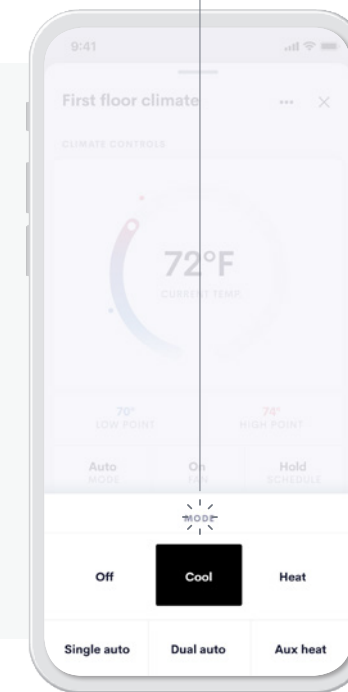 9:41
First floor climate
CLIMATE CONTROLS
72°F
CURRENT TEMP.
70° 74°
LOW POINT HIGH POINT
Auto On Hold
MODE FAN SCHEDULE
MODE
Off Cool Heat
Single auto Dual auto Aux heat